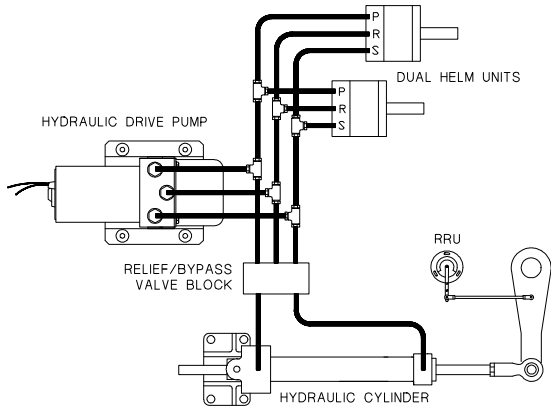 P
R
S
DUAL HELM UNITS
P
R
S
HYDRAULIC DRIVE PUMP
RRU
RELIEF/BYPASS
VALVE BLOCK
HYDRAULIC CYLINDER